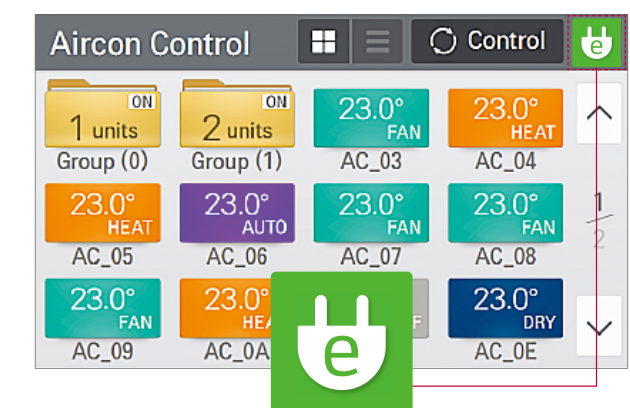 Aircon Control
Control
e
ON
ON
23.0°
23.0°
1 units
2 units
FAN
HEAT
Group (0)
Group (1)
AC_03
AC_04
23.0°
23.0°
23.0°
23.0°
1
HEAT
AUTO
FAN
FAN
2
AC_05
AC_06
AC_07
AC_08
23.0°
23.0°
23.0°
FAN
DRY
AC_09
AC_0A
AC_0E
e